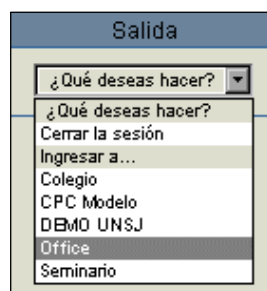 Salida
¿Qué deseas hacer?
¿Qué deseas hacer?
Cerrar la sesión
Ingresar a...
Colegio
CPC Modelo
DEMO UNSJ
Office
Seminario